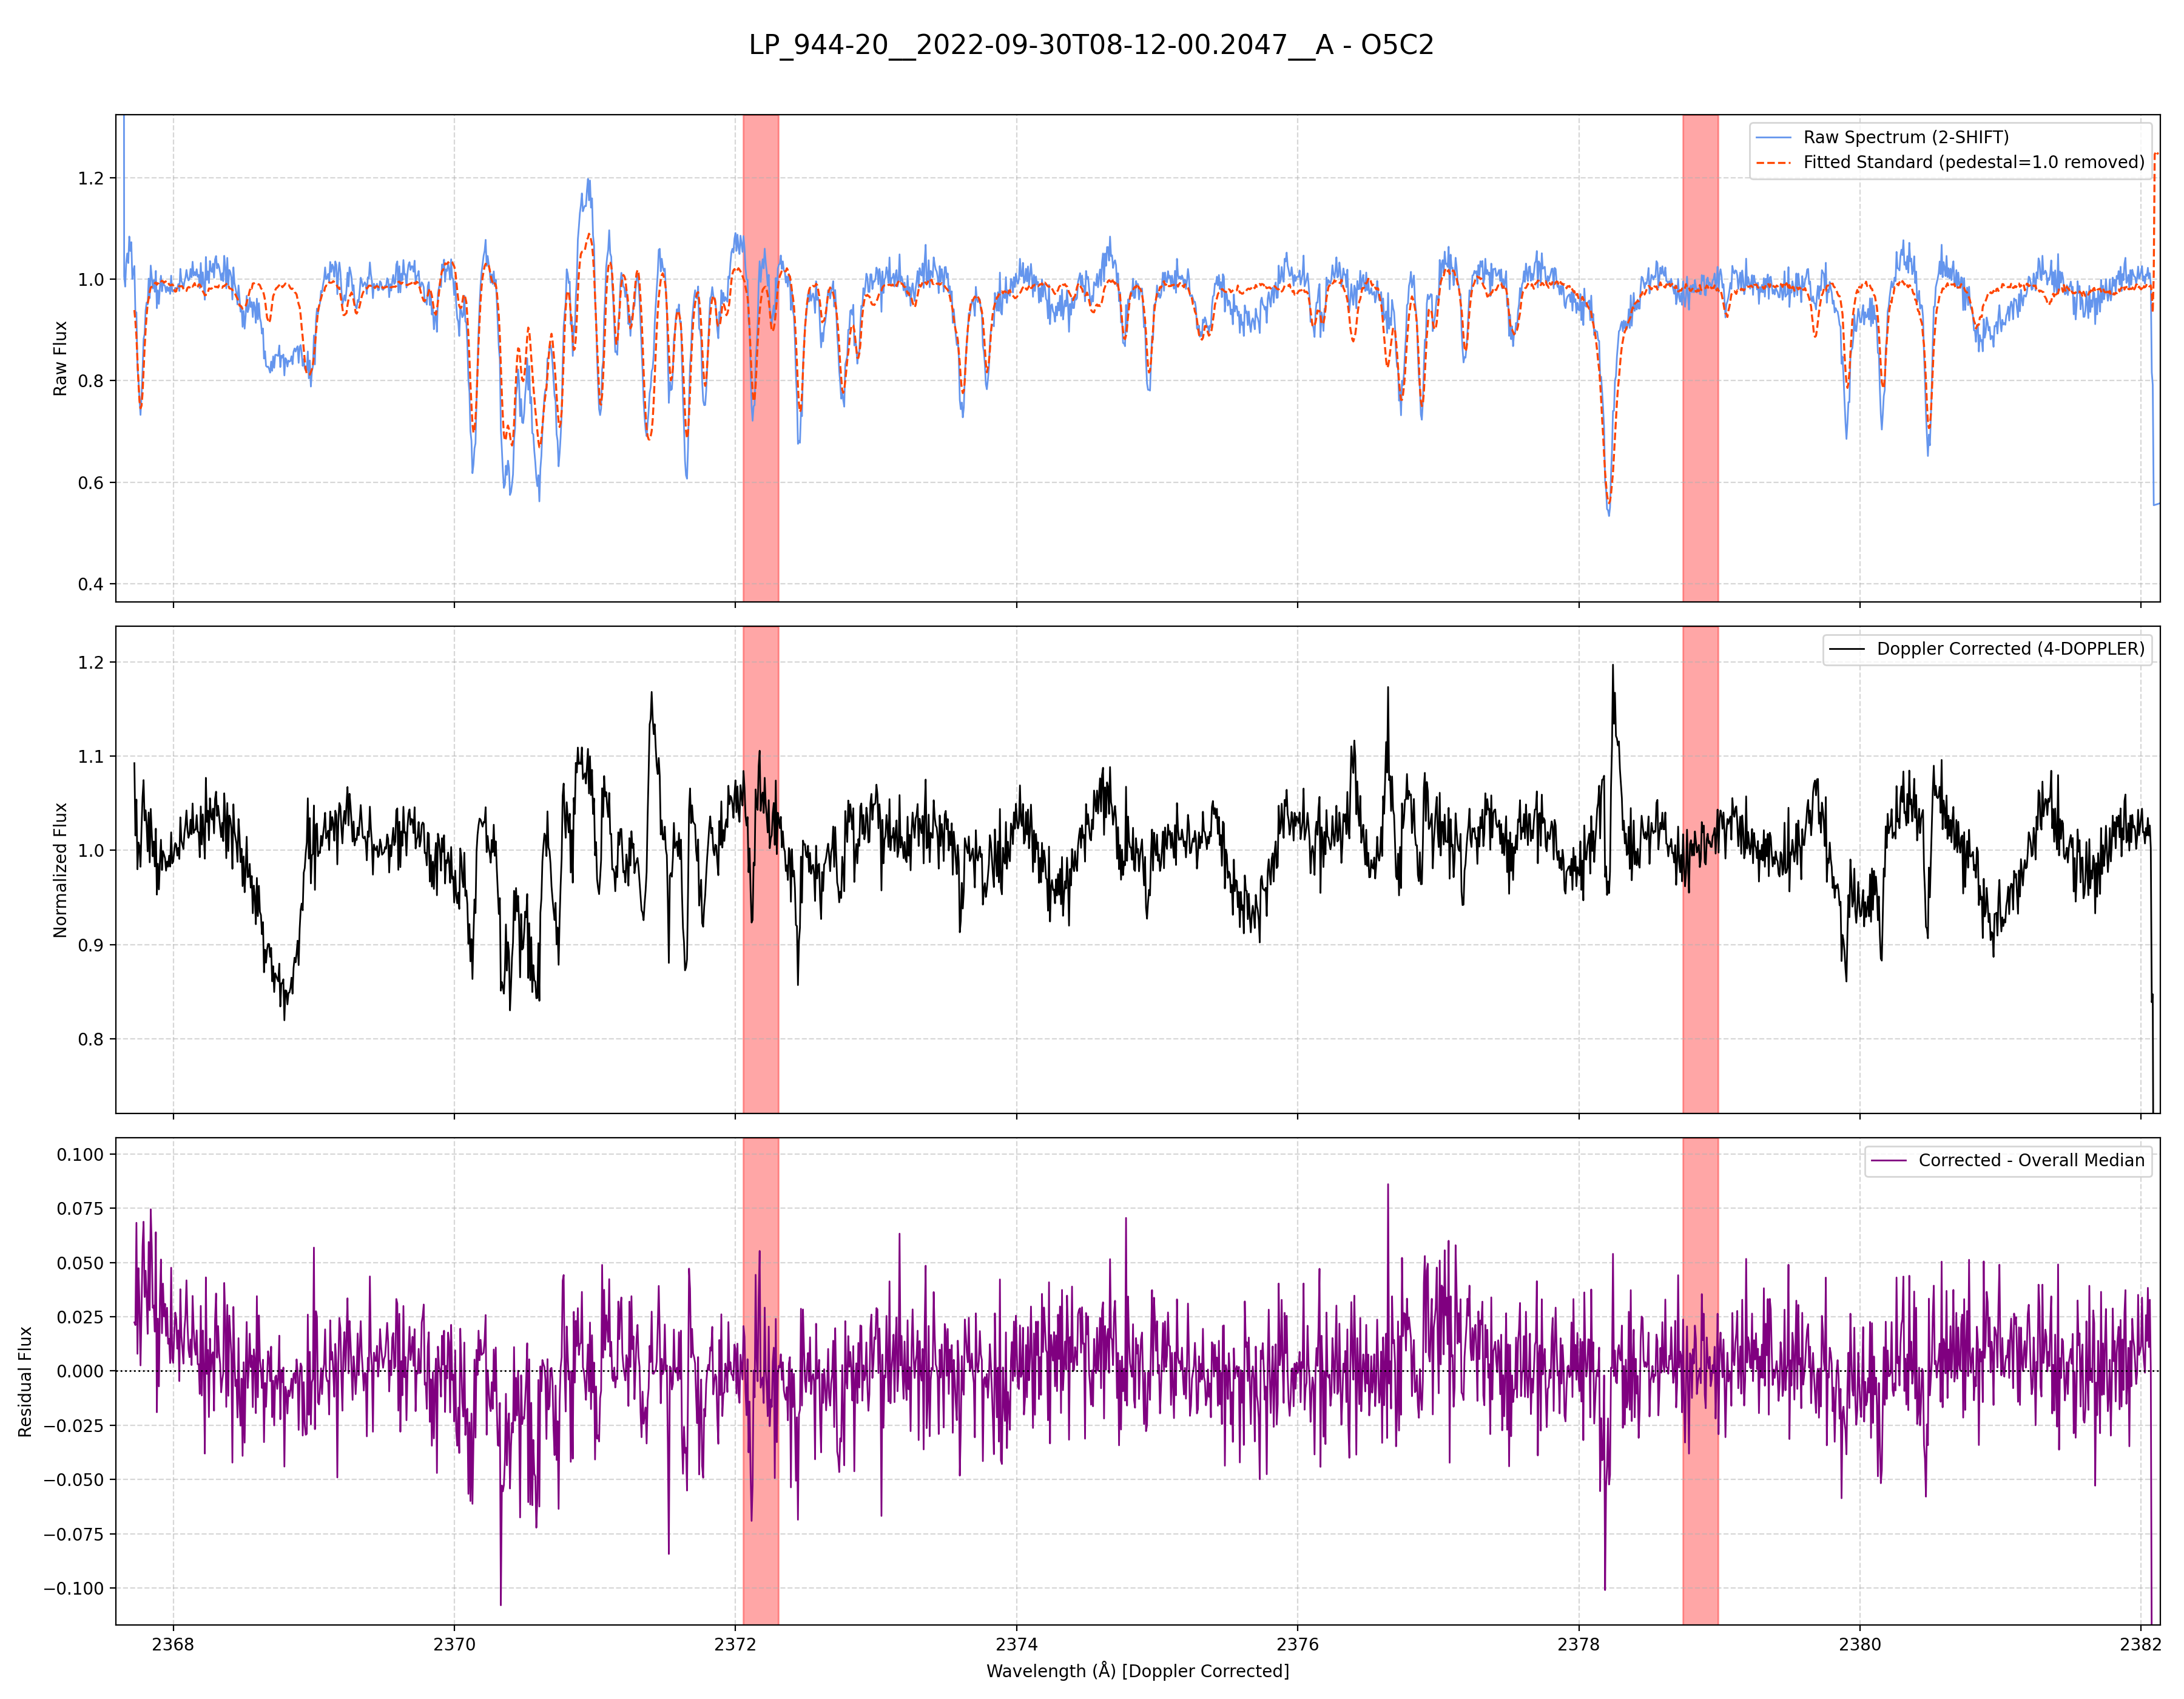 LP_944-20__2022-09-30T08-12-00.2047__A - O5C2
Raw Spectrum (2-SHIFT)
Fitted Standard (pedestal=1.0 removed)
1.2
1.0
0.8
0.6
0.4
Raw Flux
Doppler Corrected (4-DOPPLER)
1.2
1.1
1.0
0.9
0.8
Normalized Flux
Corrected - Overall Median
0.100
0.075
0.050
0.025
0.000
−0.025
−0.050
−0.075
−0.100
Residual Flux
2368 2370 2372 2374 2376 2378 2380 2382
Wavelength (Å) [Doppler Corrected]